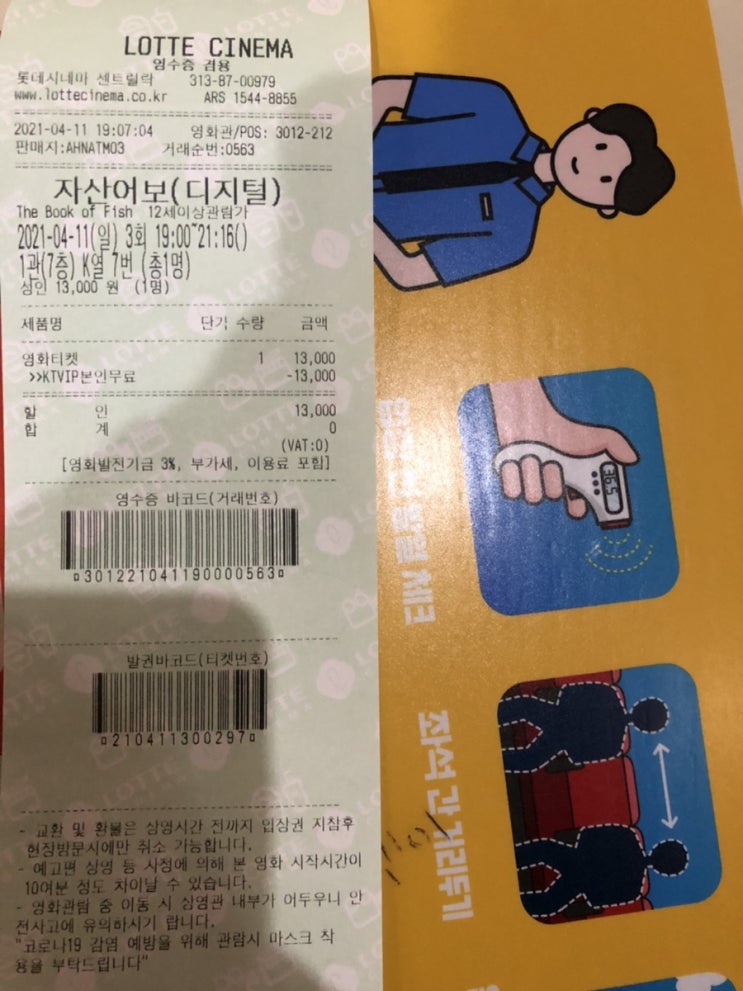 LOTTE CINEMA
영수증 겸용
롯데시네마 센트럴락 313-87-00979
www.lottecinema.co.kr ARS 1544-8855
2021-04-11 19:07:04 영화관/POS: 3012-212
판매자:AHNATM03 거래순번:0563
자산어보(디지털)
The Book of Fish 12세이상관람가
2021-04-11(일) 3회 19:00~21:16()
1관(7층) K열 7번 (총1명)
성인 13,000 원 (1명)
제품명 단가 수량 금액
영화티켓 1 13,000
>>KTVIP본인무료 -13,000
할 인 13,000
합 계 0
(VAT:0)
[영화발전기금 3%, 부가세, 이용료 포함]
영수증 바코드(거래번호)
3012210411190000563
발권바코드(티켓번호)
210411300297
- 교환 및 환불은 상영시간 전까지 입상권 지참후
현장방문시에만 취소 가능합니다.
- 예고편 상영 등 사정에 의해 본 영화 시작시간이
10여분 정도 차이날 수 있습니다.
- 영화관람 중 이동 시 상영관 내부가 어두우니 안
전사고에 유의하시기 랍니다.
"코로나19 감염 예방을 위해 관람시 마스크 착
용을 부탁드립니다"
36.5
입장 전 발열 체크
좌석 간 거리두기